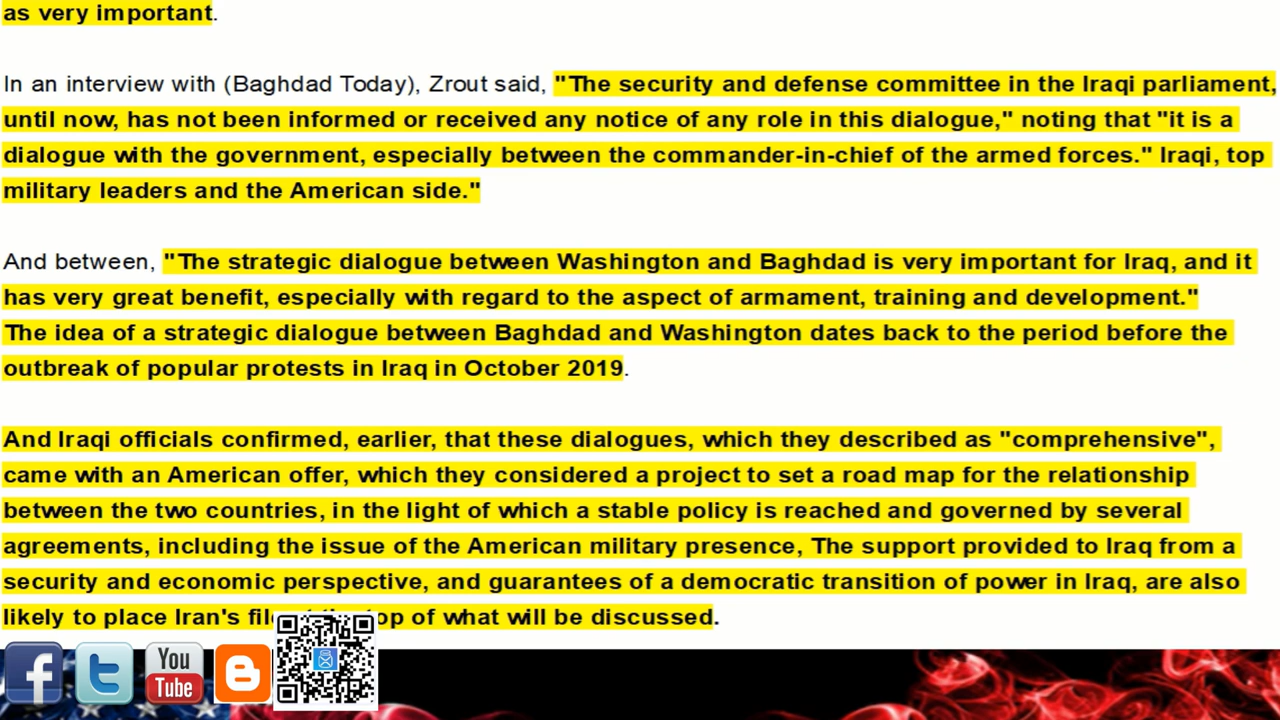 as very important.
In an interview with (Baghdad Today), Zrout said, "The security and defense committee in the Iraqi parliament,
until now, has not been informed or received any notice of any role in this dialogue," noting that "it is a
dialogue with the government, especially between the commander-in-chief of the armed forces." Iraqi, top
military leaders and the American side."
And between, "The strategic dialogue between Washington and Baghdad is very important for Iraq, and it
has very great benefit, especially with regard to the aspect of armament, training and development."
The idea of a strategic dialogue between Baghdad and Washington dates back to the period before the
outbreak of popular protests in Iraq in October 2019.
And Iraqi officials confirmed, earlier, that these dialogues, which they described as "comprehensive",
came with an American offer, which they considered a project to set a road map for the relationship
between the two countries, in the light of which a stable policy is reached and governed by several
agreements, including the issue of the American military presence, The support provided to Iraq from a
security and economic perspective, and guarantees of a democratic transition of power in Iraq, are also
likely to place Iran's of what will be discussed.
You
Tube